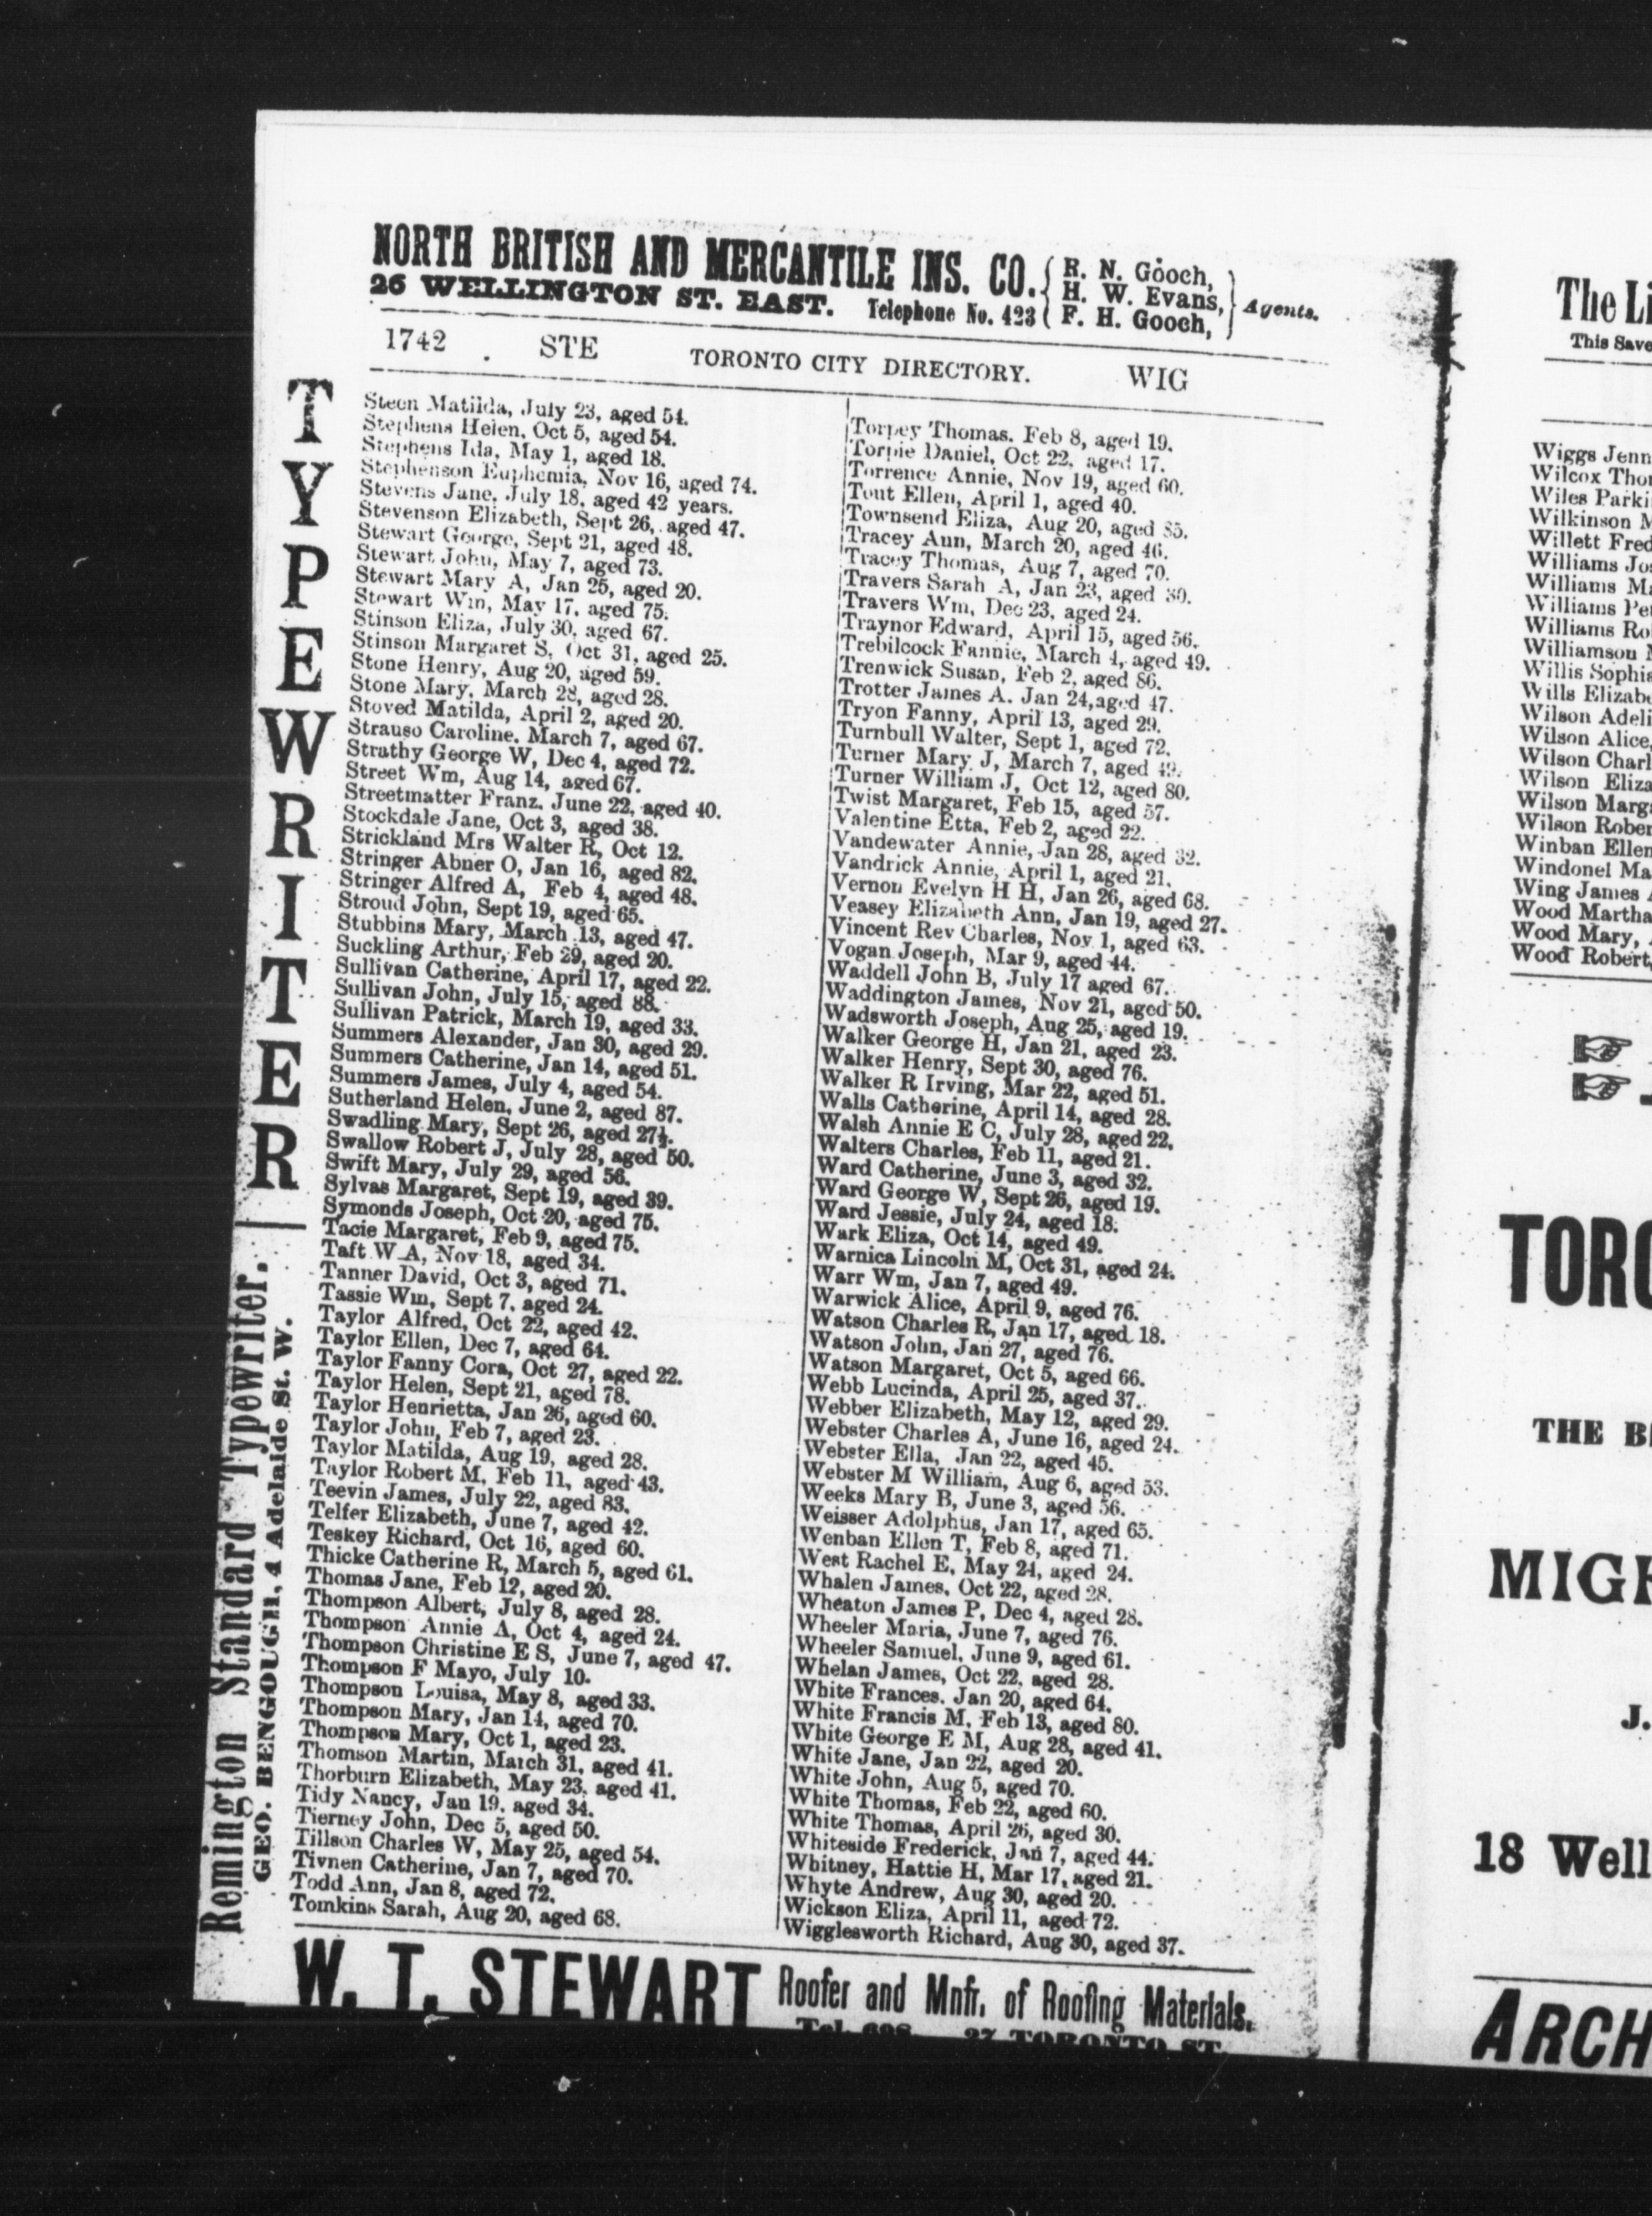 NORTH BRITISH AND MERCANTILE INS. CO.
26 WELLINGTON ST. EAST. Telephone No. 423
R. N. Gooch,
H. W. Evans,
F. H. Gooch,
Agents.
1742 STE TORONTO CITY DIRECTORY. WIG
TYPEWRITER
Remington Standard Typewriter.
GEO. BENGOUGH, 4 Adelaide St. W.
Steen Matilda, July 23, aged 54.
Stephens Helen, Oct 5, aged 54.
Stephens Ida, May 1, aged 18.
Stephenson Euphemia, Nov 16, aged 74.
Stevens Jane, July 18, aged 42 years.
Stevenson Elizabeth, Sept 26, aged 47.
Stewart George, Sept 21, aged 48.
Stewart John, May 7, aged 73.
Stewart Mary A, Jan 25, aged 20.
Stewart Wm, May 17, aged 75.
Stinson Eliza, July 30, aged 67.
Stinson Margaret S, Oct 31, aged 25.
Stone Henry, Aug 20, aged 59.
Stone Mary, March 28, aged 28.
Stoved Matilda, April 2, aged 20.
Strauso Caroline. March 7, aged 67.
Strathy George W, Dec 4, aged 72.
Street Wm, Aug 14, aged 67.
Streetmatter Franz. June 22, aged 40.
Stockdale Jane, Oct 3, aged 38.
Strickland Mrs Walter R, Oct 12.
Stringer Abner O, Jan 16, aged 82.
Stringer Alfred A, Feb 4, aged 48.
Stroud John, Sept 19, aged 65.
Stubbins Mary, March 13, aged 47.
Suckling Arthur, Feb 29, aged 20.
Sullivan Catherine, April 17, aged 22.
Sullivan John, July 15, aged 88.
Sullivan Patrick, March 19, aged 33.
Summers Alexander, Jan 30, aged 29.
Summers Catherine, Jan 14, aged 51.
Summers James, July 4, aged 54.
Sutherland Helen, June 2, aged 87.
Swadling Mary, Sept 26, aged 27½.
Swallow Robert J, July 28, aged 50.
Swift Mary, July 29, aged 56.
Sylvas Margaret, Sept 19, aged 39.
Symonds Joseph, Oct 20, aged 75.
Tacie Margaret, Feb 9, aged 75.
Taft W A, Nov 18, aged 34.
Tanner David, Oct 3, aged 71.
Tassie Wm, Sept 7, aged 24.
Taylor Alfred, Oct 22, aged 42.
Taylor Ellen, Dec 7, aged 64.
Taylor Fanny Cora, Oct 27, aged 22.
Taylor Helen, Sept 21, aged 78.
Taylor Henrietta, Jan 26, aged 60.
Taylor John, Feb 7, aged 23.
Taylor Matilda, Aug 19, aged 28.
Taylor Robert M, Feb 11, aged 43.
Teevin James, July 22, aged 83.
Telfer Elizabeth, June 7, aged 42.
Teskey Richard, Oct 16, aged 60.
Thicke Catherine R, March 5, aged 61.
Thomas Jane, Feb 12, aged 20.
Thompson Albert, July 8, aged 28.
Thompson Annie A, Oct 4, aged 24.
Thompson Christine E S, June 7, aged 47.
Thompson F Mayo, July 10.
Thompson Louisa, May 8, aged 33.
Thompson Mary, Jan 14, aged 70.
Thompson Mary, Oct 1, aged 23.
Thomson Martin, March 31, aged 41.
Thorburn Elizabeth, May 23, aged 41.
Tidy Nancy, Jan 19, aged 34.
Tierney John, Dec 5, aged 50.
Tillson Charles W, May 25, aged 54.
Tivnen Catherine, Jan 7, aged 70.
Todd Ann, Jan 8, aged 72.
Tomkins Sarah, Aug 20, aged 68.
Torpey Thomas. Feb 8, aged 19.
Torpie Daniel, Oct 22, aged 17.
Torrence Annie, Nov 19, aged 60.
Tout Ellen, April 1, aged 40.
Townsend Eliza, Aug 20, aged 85.
Tracey Ann, March 20, aged 46.
Tracey Thomas, Aug 7, aged 70.
Travers Sarah A, Jan 23, aged 30.
Travers Wm, Dec 23, aged 24.
Traynor Edward, April 15, aged 56.
Trebilcock Fannie, March 4, aged 49.
Trenwick Susan, Feb 2, aged 86.
Trotter James A. Jan 24, aged 47.
Tryon Fanny, April 13, aged 29.
Turnbull Walter, Sept 1, aged 72.
Turner Mary J, March 7, aged 49.
Turner William J, Oct 12, aged 80.
Twist Margaret, Feb 15, aged 57.
Valentine Etta, Feb 2, aged 22.
Vandewater Annie, Jan 28, aged 32.
Vandrick Annie, April 1, aged 21.
Vernon Evelyn H H, Jan 26, aged 68.
Veasey Elizabeth Ann, Jan 19, aged 27.
Vincent Rev Charles, Nov 1, aged 63.
Vogan Joseph, Mar 9, aged 44.
Waddell John B, July 17 aged 67.
Waddington James, Nov 21, aged 50.
Wadsworth Joseph, Aug 25, aged 19.
Walker George H, Jan 21, aged 23.
Walker Henry, Sept 30, aged 76.
Walker R Irving, Mar 22, aged 51.
Walls Catherine, April 14, aged 28.
Walsh Annie E C, July 28, aged 22.
Walters Charles, Feb 11, aged 21.
Ward Catherine, June 3, aged 32.
Ward George W, Sept 26, aged 19.
Ward Jessie, July 24, aged 18.
Wark Eliza, Oct 14, aged 49.
Warnica Lincoln M, Oct 31, aged 24.
Warr Wm, Jan 7, aged 49.
Warwick Alice, April 9, aged 76.
Watson Charles R, Jan 17, aged 18.
Watson John, Jan 27, aged 76.
Watson Margaret, Oct 5, aged 66.
Webb Lucinda, April 25, aged 37.
Webber Elizabeth, May 12, aged 29.
Webster Charles A, June 16, aged 24.
Webster Ella, Jan 22, aged 45.
Webster M William, Aug 6, aged 53.
Weeks Mary B, June 3, aged 56.
Weisser Adolphus, Jan 17, aged 65.
Wenban Ellen T, Feb 8, aged 71.
West Rachel E, May 24, aged 24.
Whalen James, Oct 22, aged 28.
Wheaton James P, Dec 4, aged 28.
Wheeler Maria, June 7, aged 76.
Wheeler Samuel, June 9, aged 61.
Whelan James, Oct 22, aged 28.
White Frances. Jan 20, aged 64.
White Francis M, Feb 13, aged 80.
White George E M, Aug 28, aged 41.
White Jane, Jan 22, aged 20.
White John, Aug 5, aged 70.
White Thomas, Feb 22, aged 60.
White Thomas, April 26, aged 30.
Whiteside Frederick, Jan 7, aged 44.
Whitney, Hattie H, Mar 17, aged 21.
Whyte Andrew, Aug 30, aged 20.
Wickson Eliza, April 11, aged 72.
Wigglesworth Richard, Aug 30, aged 37.
W. T. STEWART Roofer and Mnfr. of Roofing Materials.
Tel. 698. 27 TORONTO ST.
The Li
This Save
Wiggs Jenn
Wilcox Tho
Wiles Parki
Wilkinson M
Willett Fred
Williams Jo
Williams Ma
Williams Pe
Williams Ro
Williamson
Willis Sophia
Wills Elizab
Wilson Adeli
Wilson Alice,
Wilson Charl
Wilson Eliza
Wilson Marg
Wilson Rober
Winban Ellen
Windonel Ma
Wing James
Wood Martha
Wood Mary,
Wood Robert,
TORO
THE B
MIGH
J.
18 Well
ARCH